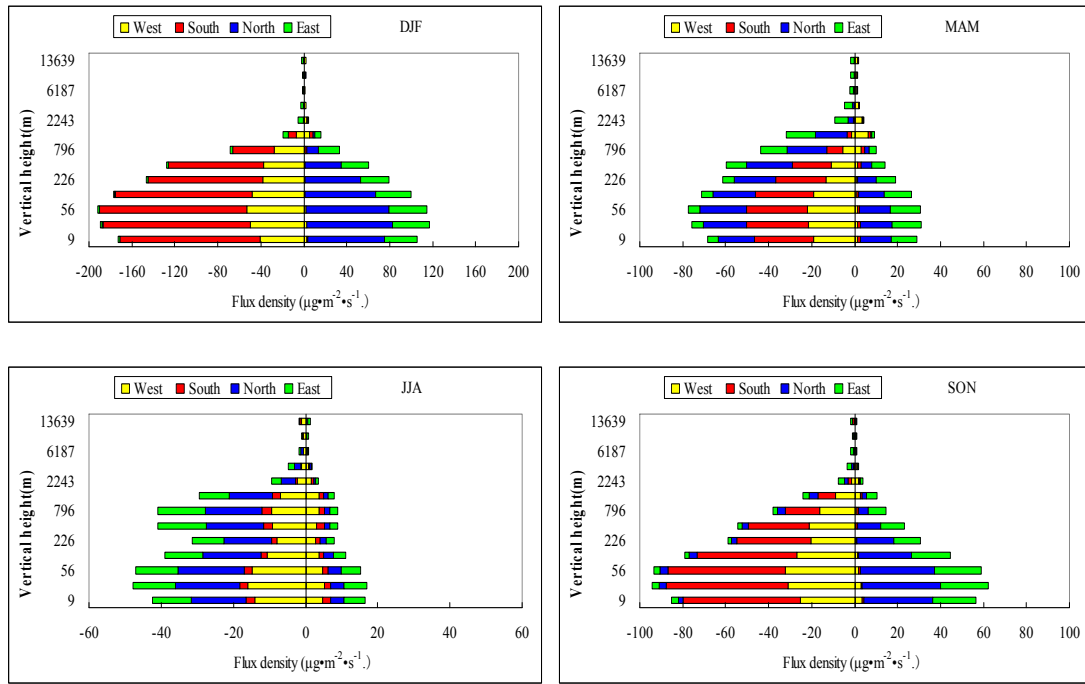 West South North East DJF
13639
6187
2243
796
226
56
9
Vertical height(m)
-200 -160 -120 -80 -40 0 40 80 120 160 200
Flux density (μg•m⁻²•s⁻¹.)
West South North East MAM
13639
6187
2243
796
226
56
9
Vertical height(m)
-100 -80 -60 -40 -20 0 20 40 60 80 100
Flux density (μg•m⁻²•s⁻¹.)
West South North East JJA
13639
6187
2243
796
226
56
9
Vertical height(m)
-60 -40 -20 0 20 40 60
Flux density (μg•m⁻²•s⁻¹.)
West South North East SON
13639
6187
2243
796
226
56
9
Vertical height(m)
-100 -80 -60 -40 -20 0 20 40 60 80 100
Flux density (μg•m⁻²•s⁻¹.)